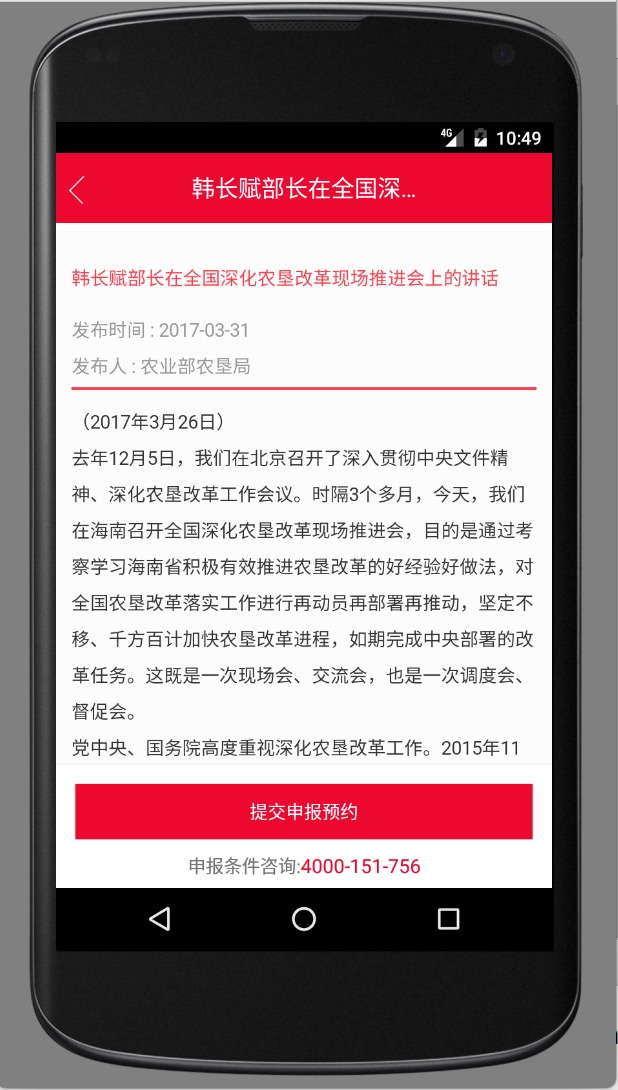 4G 10:49
韩长赋部长在全国深...
韩长赋部长在全国深化农垦改革现场推进会上的讲话
发布时间 : 2017-03-31
发布人 : 农业部农垦局
（2017年3月26日）
去年12月5日，我们在北京召开了深入贯彻中央文件精
神、深化农垦改革工作会议。时隔3个多月，今天，我们
在海南召开全国深化农垦改革现场推进会，目的是通过考
察学习海南省积极有效推进农垦改革的好经验好做法，对
全国农垦改革落实工作进行再动员再部署再推动，坚定不
移、千方百计加快农垦改革进程，如期完成中央部署的改
革任务。这既是一次现场会、交流会，也是一次调度会、
督促会。
党中央、国务院高度重视深化农垦改革工作。2015年11
提交申报预约
申报条件咨询:4000-151-756